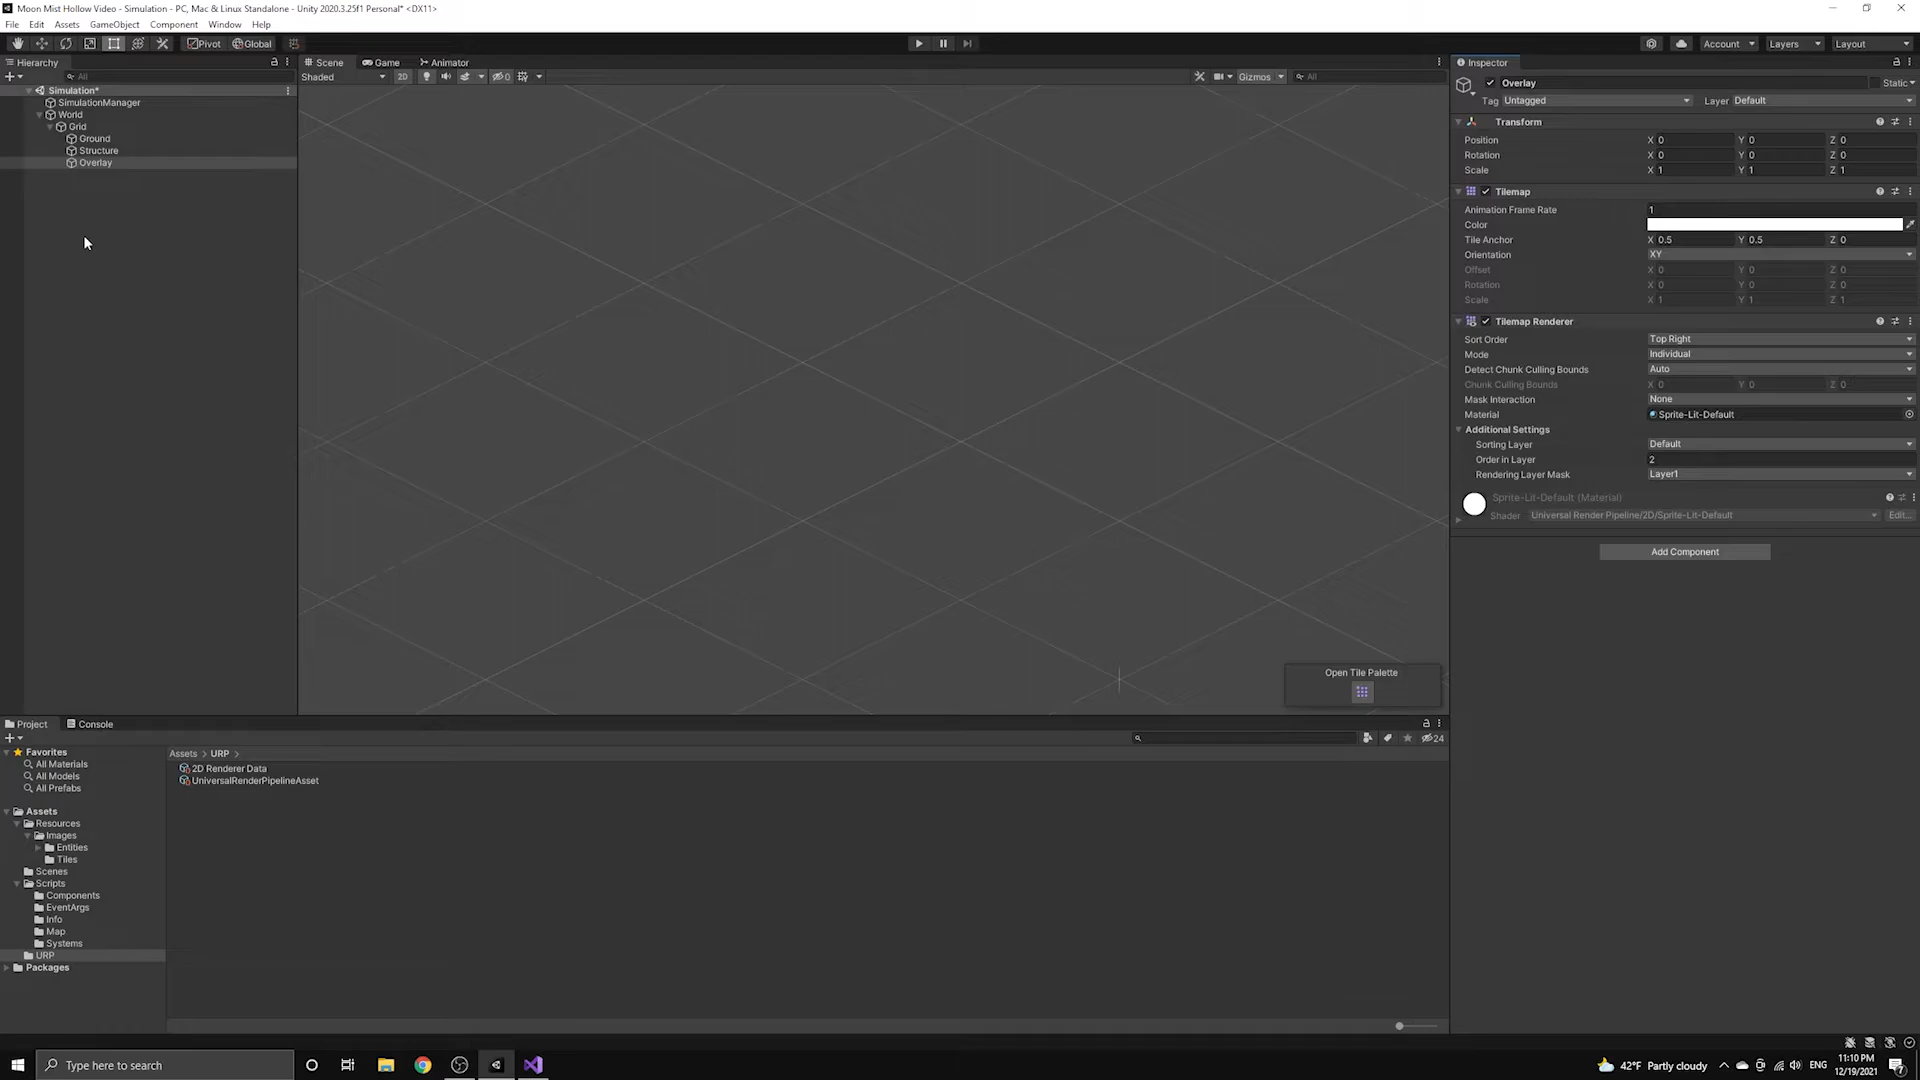 Moon Mist Hollow Video - Simulation - PC, Mac & Linux Standalone - Unity 2020.3.25f1 Personal* <DX11>
File Edit Assets GameObject Component Window Help
Pivot Global
Account Layers Layout
Hierarchy
All
Simulation*
SimulationManager
World
Grid
Ground
Structure
Overlay
Scene Game Animator
Shaded 2D 0 Gizmos All
Open Tile Palette
Inspector
Overlay Static
Tag Untagged Layer Default
Transform
Position X 0 Y 0 Z 0
Rotation X 0 Y 0 Z 0
Scale X 1 Y 1 Z 1
Tilemap
Animation Frame Rate 1
Color
Tile Anchor X 0.5 Y 0.5 Z 0
Orientation XY
Offset X 0 Y 0 Z 0
Rotation X 0 Y 0 Z 0
Scale X 1 Y 1 Z 1
Tilemap Renderer
Sort Order Top Right
Mode Individual
Detect Chunk Culling Bounds Auto
Chunk Culling Bounds X 0 Y 0 Z 0
Mask Interaction None
Material Sprite-Lit-Default
Additional Settings
Sorting Layer Default
Order in Layer 2
Rendering Layer Mask Layer1
Sprite-Lit-Default (Material)
Shader Universal Render Pipeline/2D/Sprite-Lit-Default Edit...
Add Component
Project Console
24
Favorites
All Materials
All Models
All Prefabs
Assets
Resources
Images
Entities
Tiles
Scenes
Scripts
Components
EventArgs
Info
Map
Systems
URP
Packages
Assets > URP >
2D Renderer Data
UniversalRenderPipelineAsset
Type here to search
42°F Partly cloudy
ENG
11:10 PM
12/19/2021
7